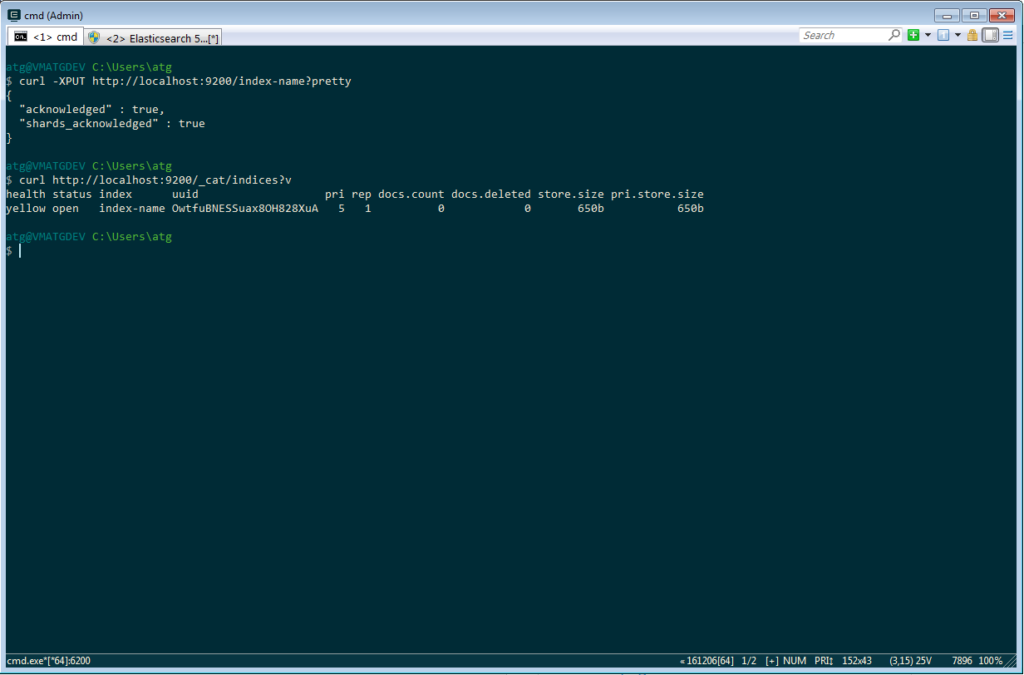 cmd (Admin)
<1> cmd
<2> Elasticsearch 5...[*]
Search
atg@VMATGDEV C:\Users\atg
$ curl -XPUT http://localhost:9200/index-name?pretty
{
  "acknowledged" : true,
  "shards_acknowledged" : true
}
atg@VMATGDEV C:\Users\atg
$ curl http://localhost:9200/_cat/indices?v
health status index      uuid                   pri rep docs.count docs.deleted store.size pri.store.size
yellow open   index-name OwtfuBNESSuax8OH828XuA   5   1          0            0       650b           650b
atg@VMATGDEV C:\Users\atg
$
cmd.exe*[*64]:6200
« 161206[64] 1/2 [+] NUM PRI↕ 152x43 (3,15) 25V 7896 100%